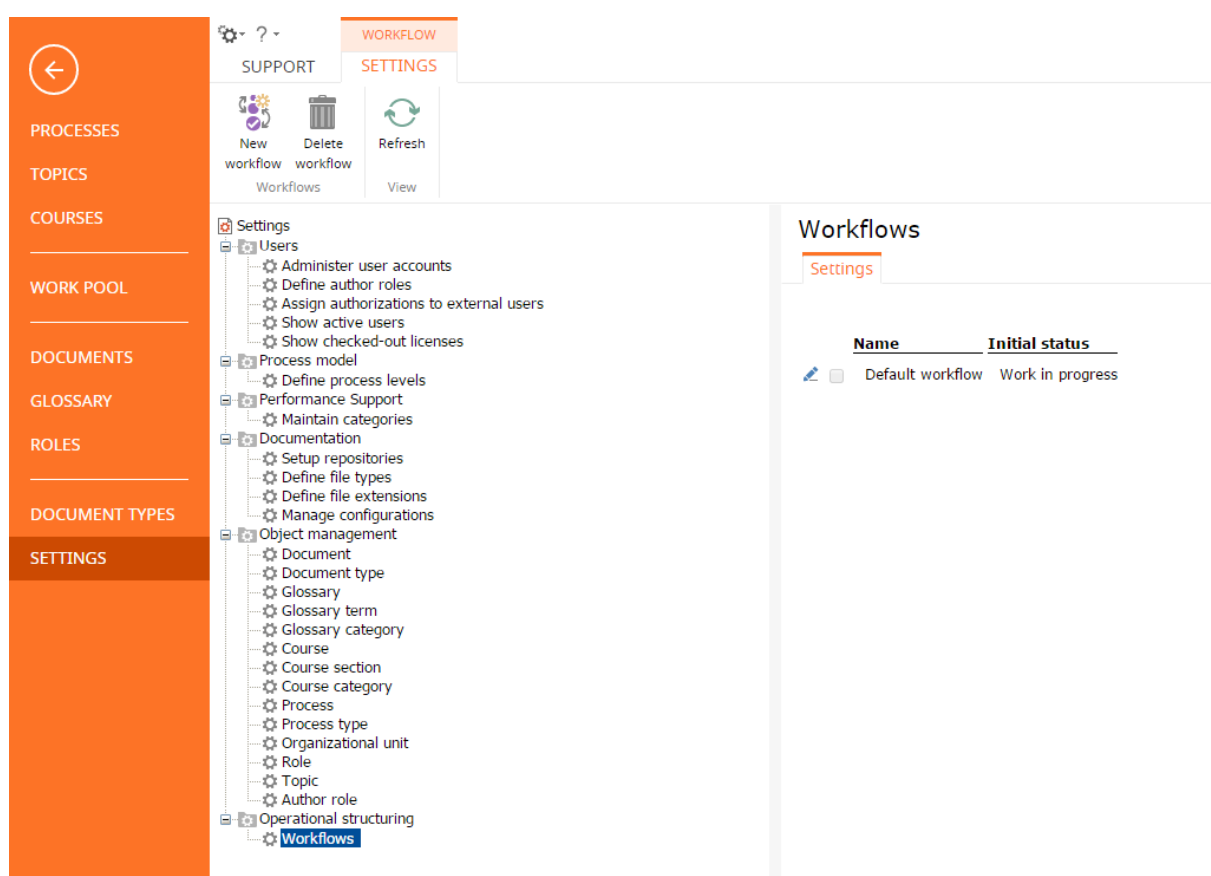 PROCESSES
TOPICS
COURSES
WORK POOL
DOCUMENTS
GLOSSARY
ROLES
DOCUMENT TYPES
SETTINGS
? WORKFLOW
SUPPORT SETTINGS
New Delete Refresh
workflow workflow
Workflows View
Settings
Users
Administer user accounts
Define author roles
Assign authorizations to external users
Show active users
Show checked-out licenses
Process model
Define process levels
Performance Support
Maintain categories
Documentation
Setup repositories
Define file types
Define file extensions
Manage configurations
Object management
Document
Document type
Glossary
Glossary term
Glossary category
Course
Course section
Course category
Process
Process type
Organizational unit
Role
Topic
Author role
Operational structuring
Workflows
Workflows
Settings
Name Initial status
Default workflow Work in progress